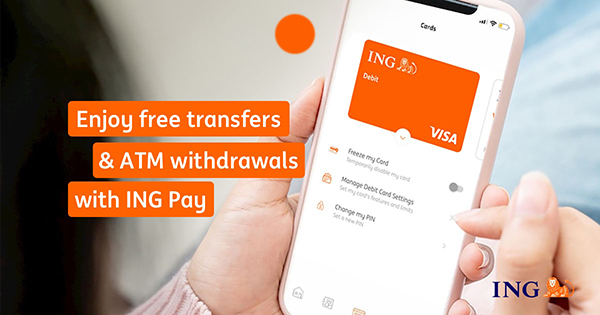 Enjoy free transfers
& ATM withdrawals
with ING Pay
Cards
ING
Debit
VISA
Freeze my Card
Temporarily disable my card
Manage Debit Card Settings
Set my card's features and limits
Change my PIN
Set a new PIN
ING